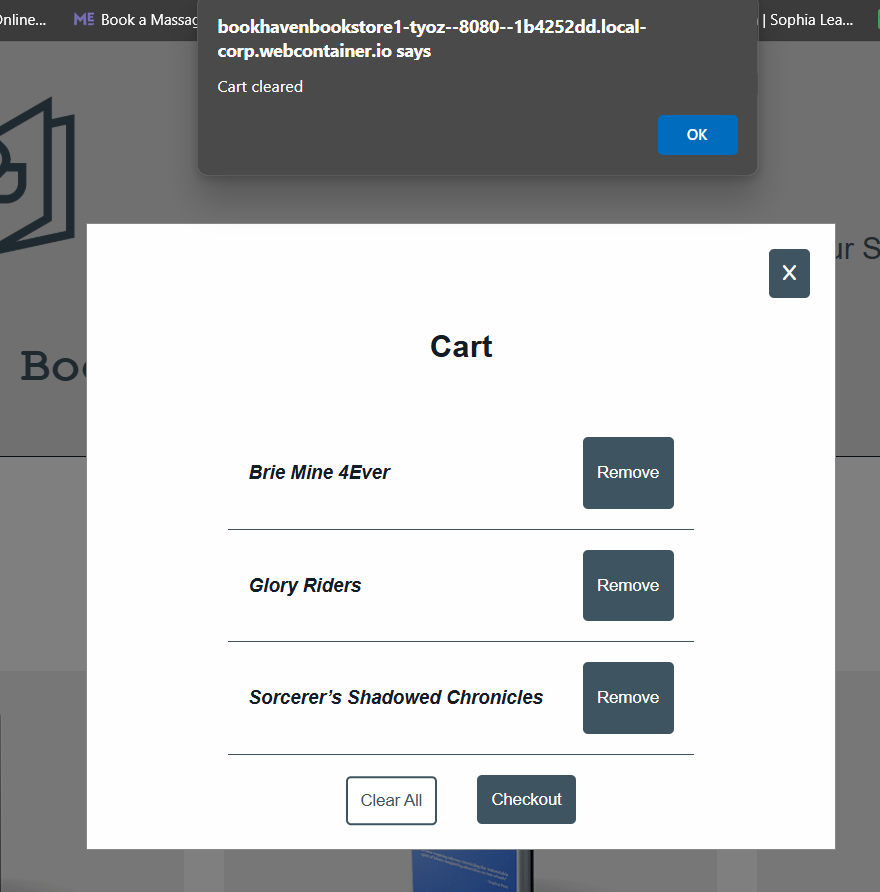 Online...
ME Book a Massag
| Sophia Lea...
bookhavenbookstore1-tyoz--8080--1b4252dd.local-
corp.webcontainer.io says
Cart cleared
OK
ur S
X
Cart
Boo
Brie Mine 4Ever
Remove
Glory Riders
Remove
Sorcerer’s Shadowed Chronicles
Remove
Clear All
Checkout